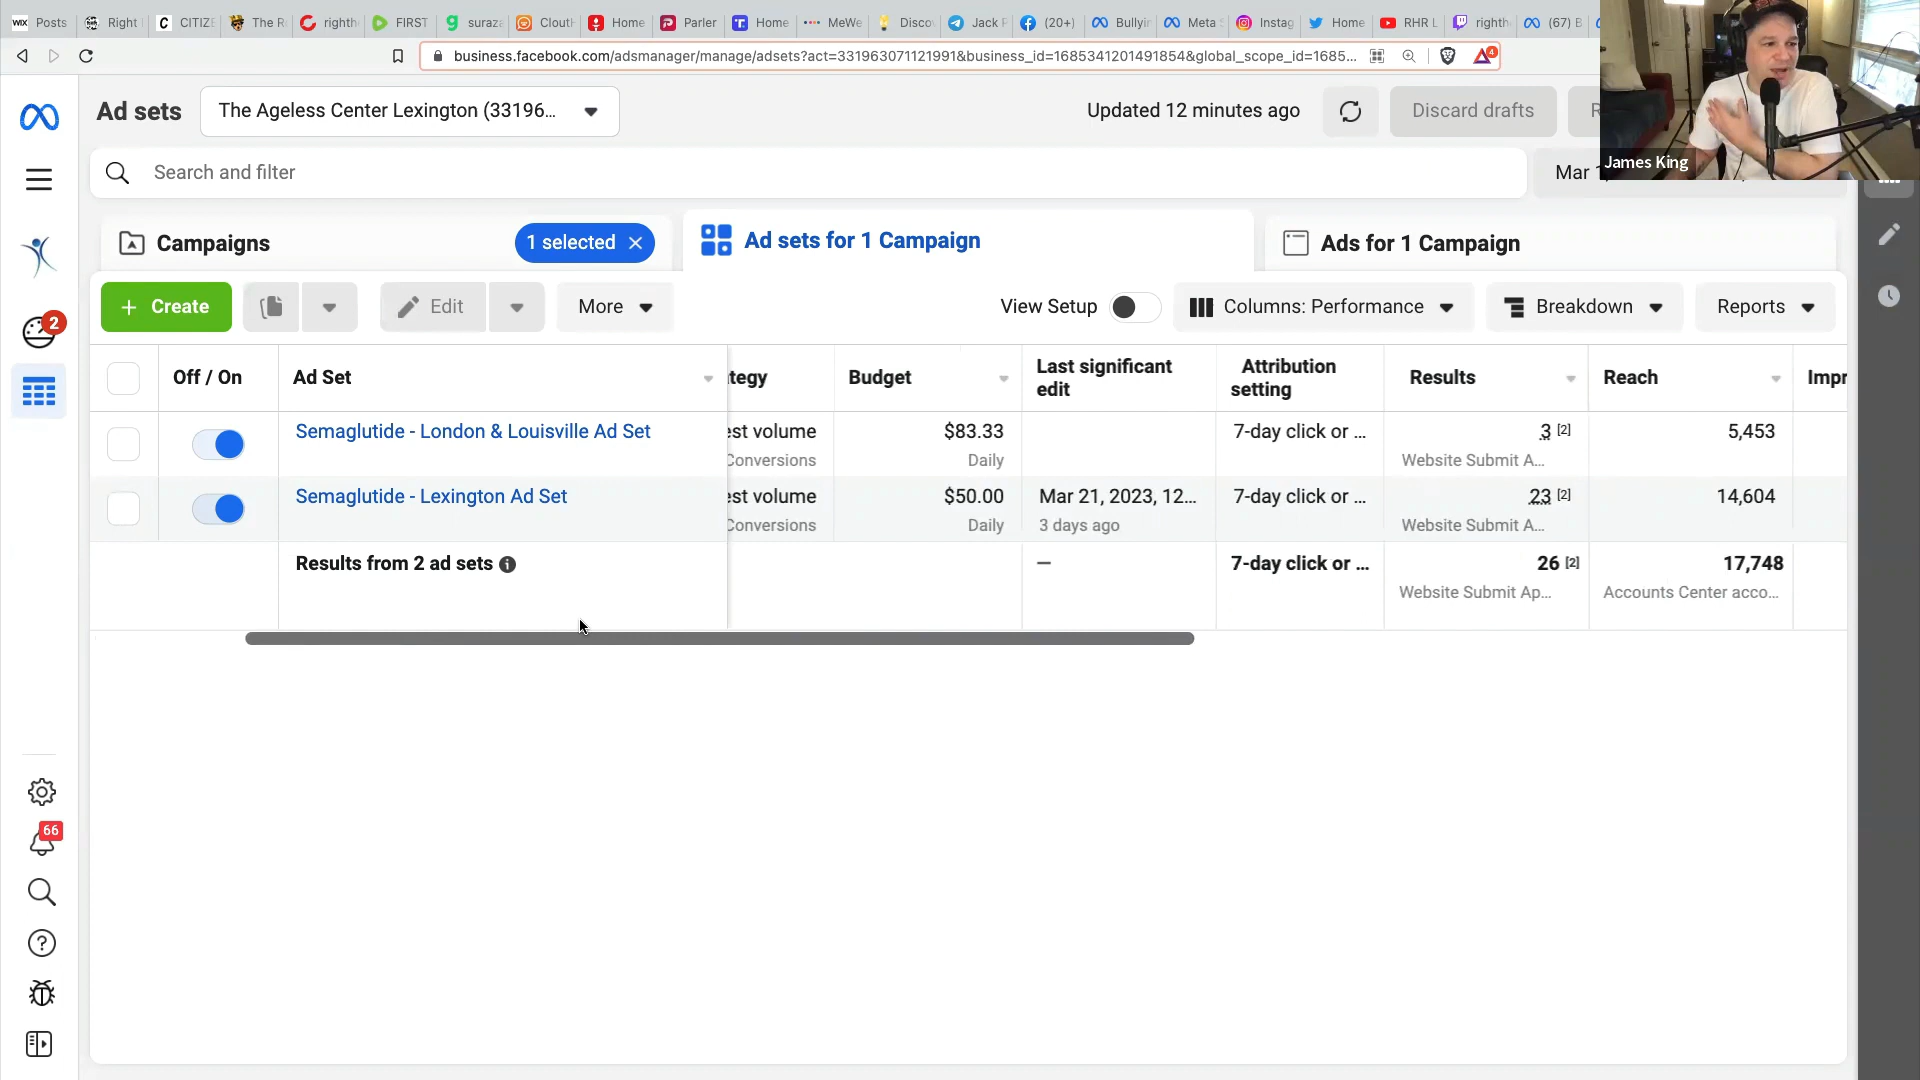 WIX Posts Right C CITIZE The R righth FIRST g suraza Clouth Home Parler Home MeWe Disco Jack P (20+) Bullyin Meta S Instag Home RHR L righth (67) B
business.facebook.com/adsmanager/manage/adsets?act=331963071121991&business_id=1685341201491854&global_scope_id=1685... 4
Ad sets
The Ageless Center Lexington (33196...
Updated 12 minutes ago
Discard drafts
R
James King
Search and filter
Mar 1
Campaigns
1 selected
Ad sets for 1 Campaign
Ads for 1 Campaign
+ Create
Edit
More
View Setup
Columns: Performance
Breakdown
Reports
2
Off / On
Ad Set
tegy
Budget
Last significant
edit
Attribution
setting
Results
Reach
Impr
Semaglutide - London & Louisville Ad Set
est volume
Conversions
$83.33
Daily
7-day click or ...
3 [2]
Website Submit A...
5,453
Semaglutide - Lexington Ad Set
est volume
Conversions
$50.00
Daily
Mar 21, 2023, 12...
3 days ago
7-day click or ...
23 [2]
Website Submit A...
14,604
Results from 2 ad sets
—
7-day click or ...
26 [2]
Website Submit Ap...
17,748
Accounts Center acco...
66